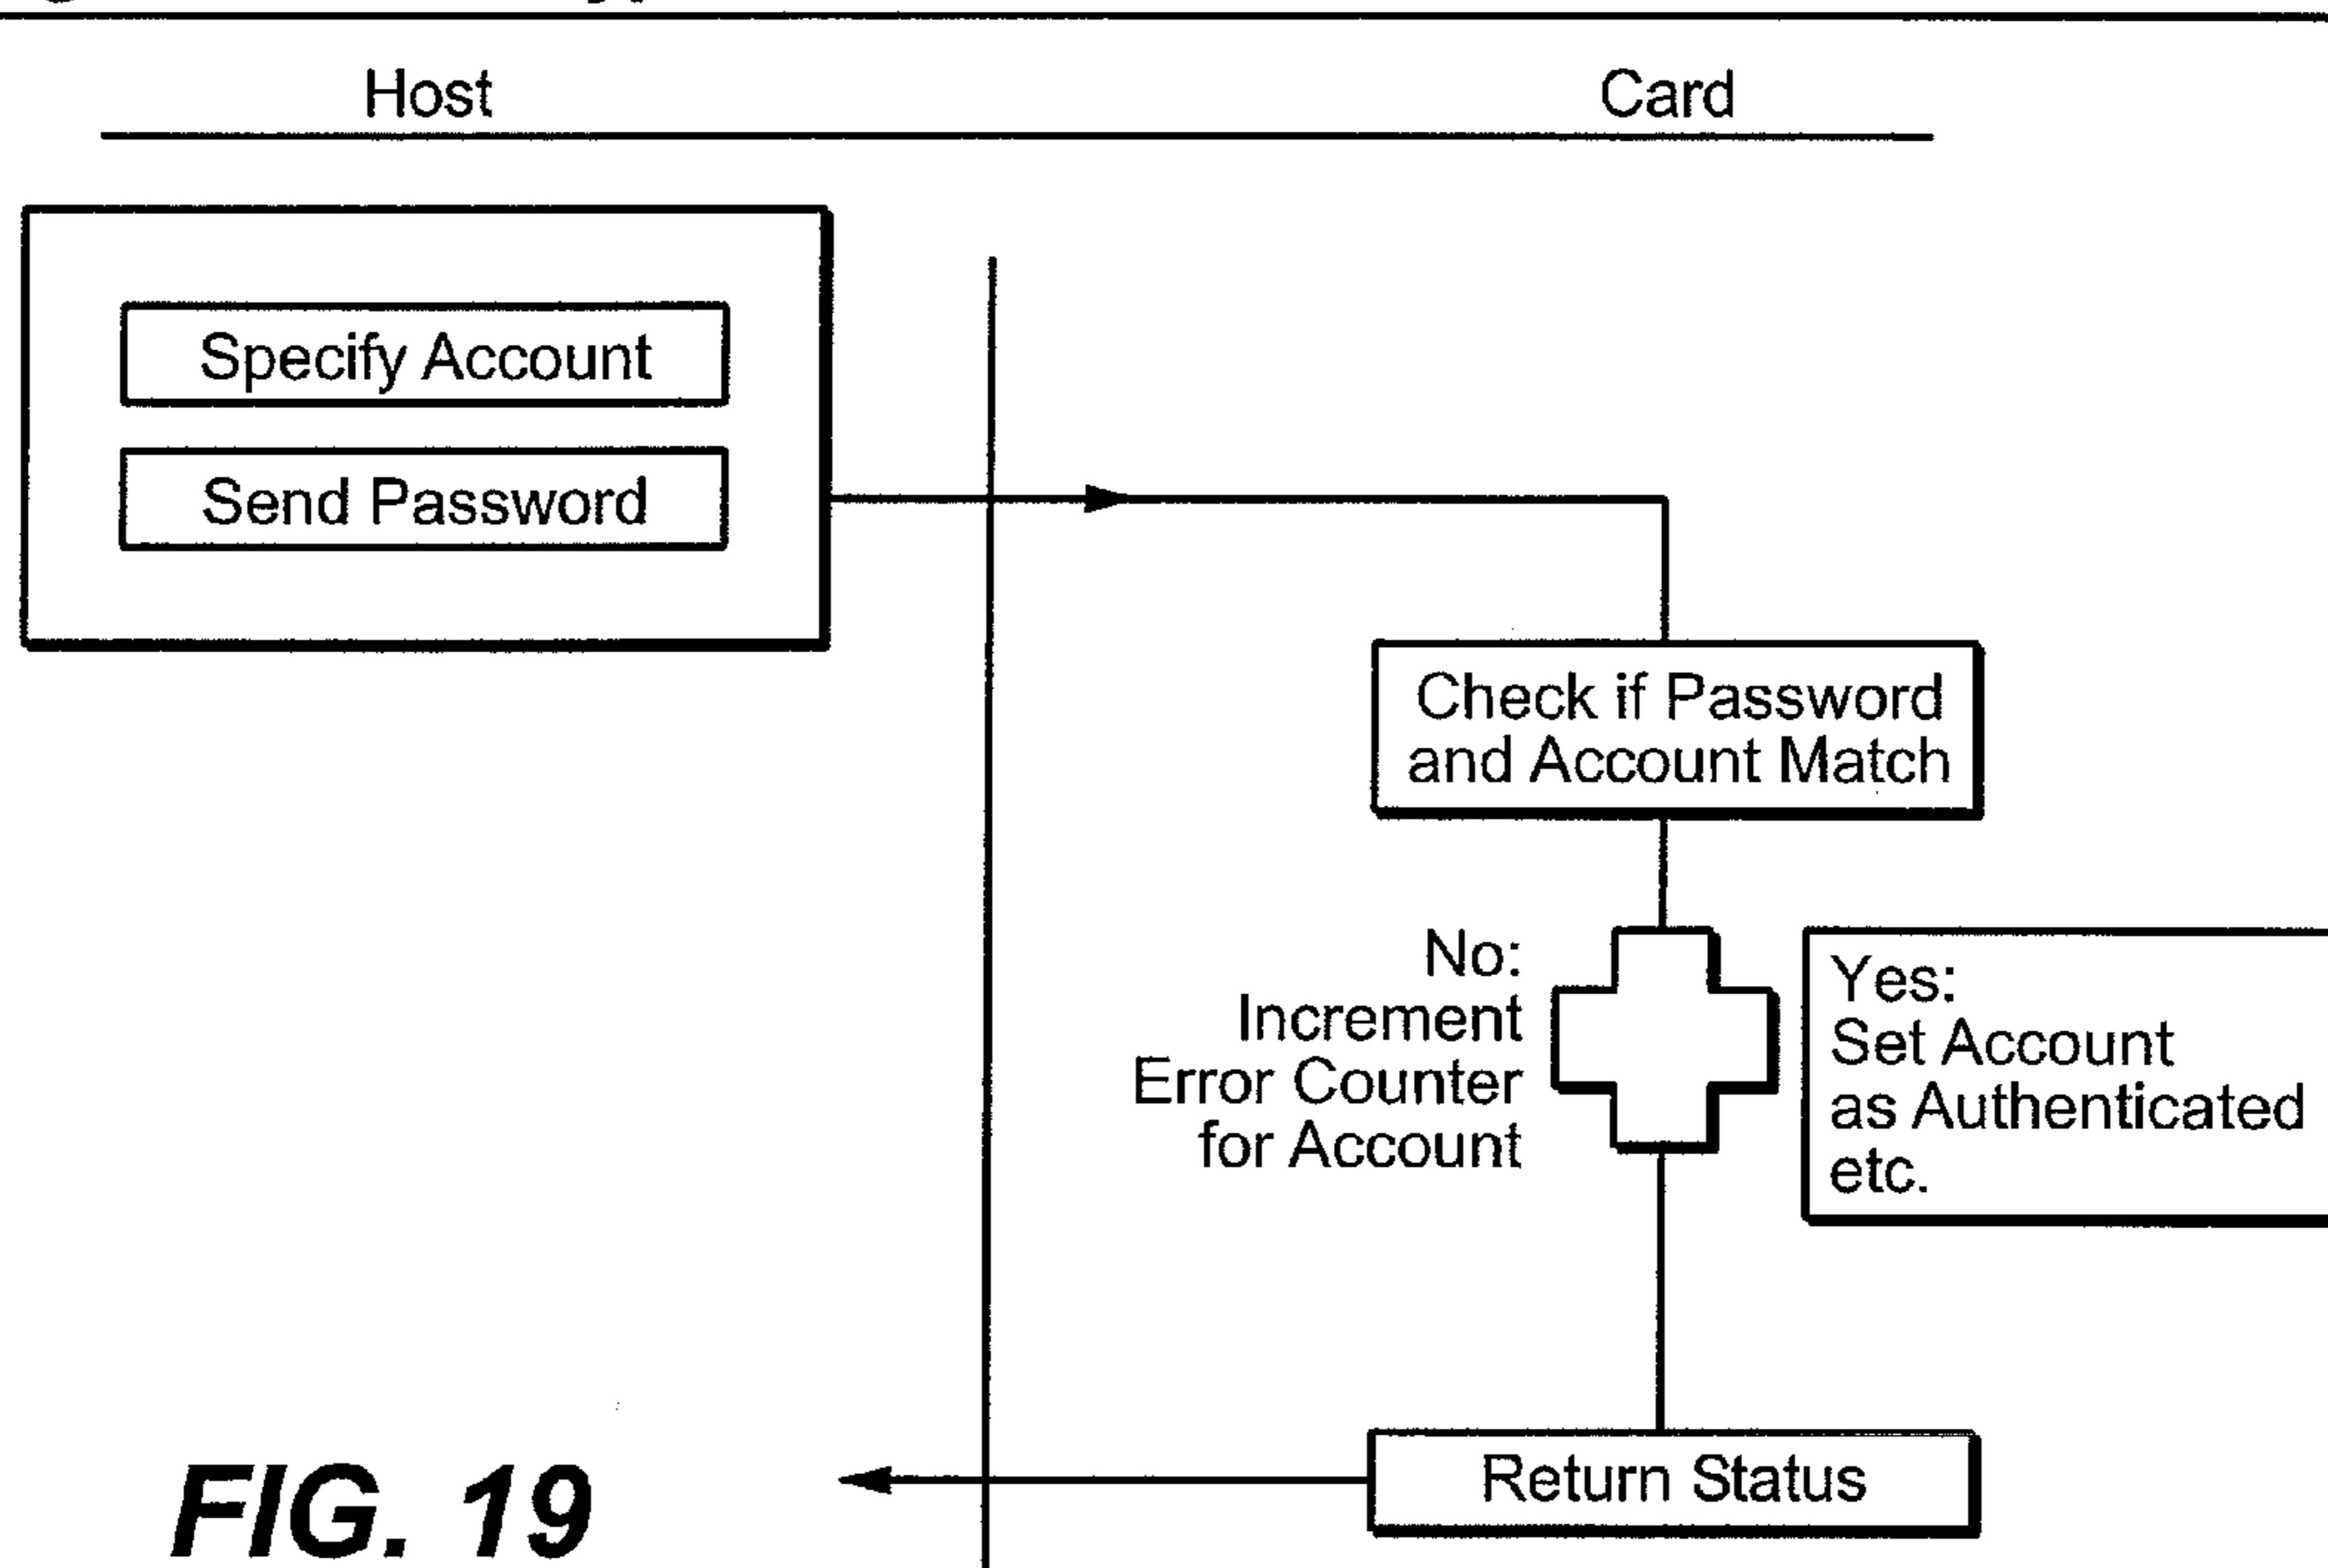 Host
Card
Specify Account
Send Password
Check if Password
and Account Match
No:
Increment
Error Counter
for Account
Yes:
Set Account
as Authenticated
etc.
Return Status
FIG. 19